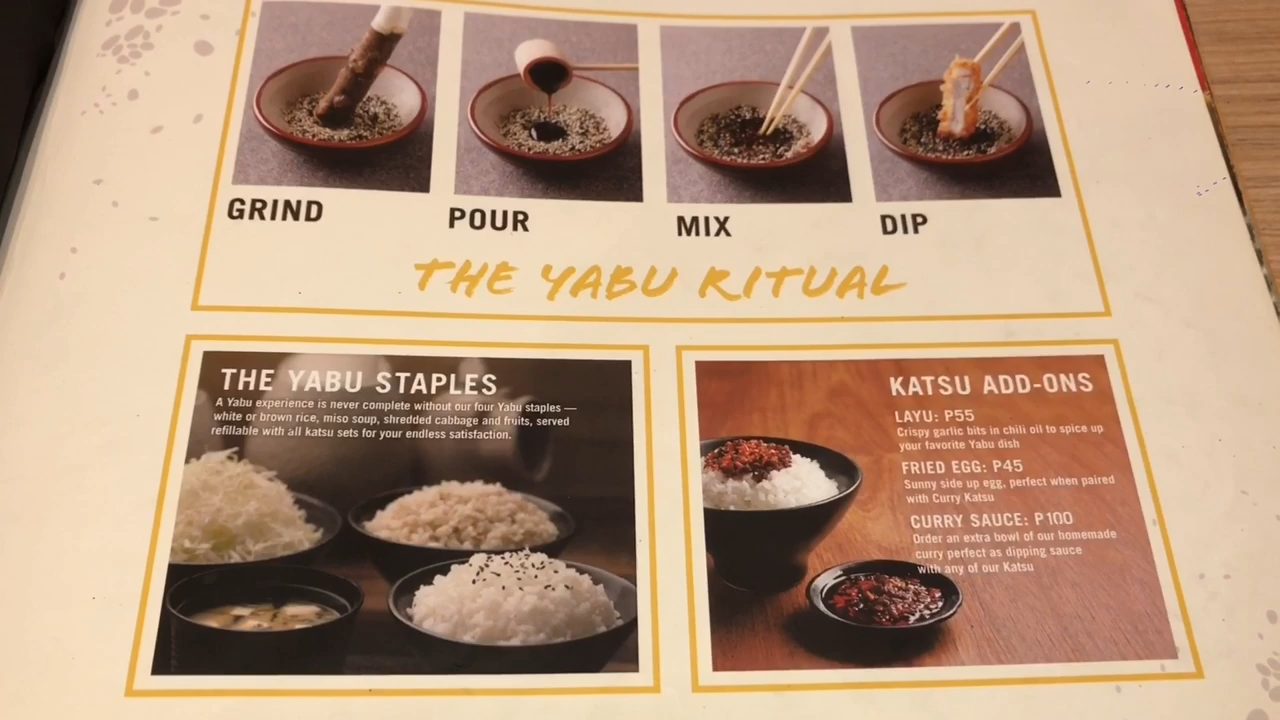 GRIND
POUR
MIX
DIP
THE YABU RITUAL
THE YABU STAPLES
A Yabu experience is never complete without our four Yabu staples —
white or brown rice, miso soup, shredded cabbage and fruits, served
refillable with all katsu sets for your endless satisfaction.
KATSU ADD-ONS
LAYU: P55
Crispy garlic bits in chili oil to spice up
your favorite Yabu dish
FRIED EGG: P45
Sunny side up egg, perfect when paired
with Curry Katsu
CURRY SAUCE: P100
Order an extra bowl of our homemade
curry perfect as dipping sauce
with any of our Katsu